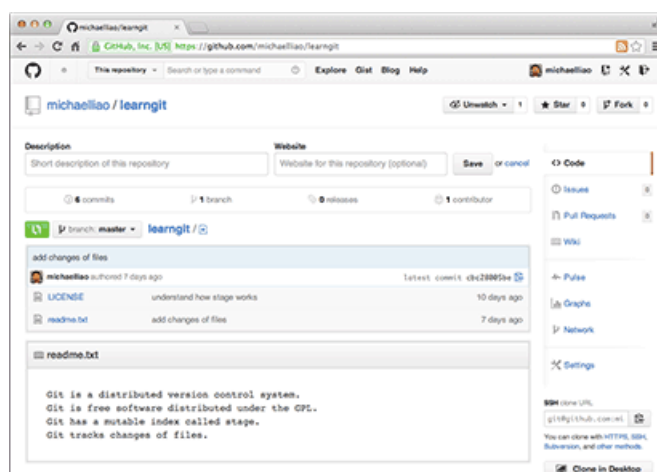 michaelliao/learngit
GitHub, Inc. [US] https://github.com/michaelliao/learngit
This repository Search or type a command Explore Gist Blog Help michaelliao
michaelliao / learngit Unwatch 1 Star 0 Fork 0
Description Website
Short description of this repository Website for this repository (optional) Save or cancel
6 commits 1 branch 0 releases 1 contributor
branch: master learngit /
add changes of files
michaelliao authored 7 days ago latest commit
LICENSE understand how stage works 10 days ago
readme.txt add changes of files 7 days ago
readme.txt
Git is a distributed version control system.
Git is free software distributed under the GPL.
Git has a mutable index called stage.
Git tracks changes of files.
Code
Issues 0
Pull Requests 0
Wiki
Pulse
Graphs
Network
Settings
SSH clone URL
git@github.com:mi
You can clone with HTTPS, SSH,
Subversion, and other methods.
Clone in Desktop